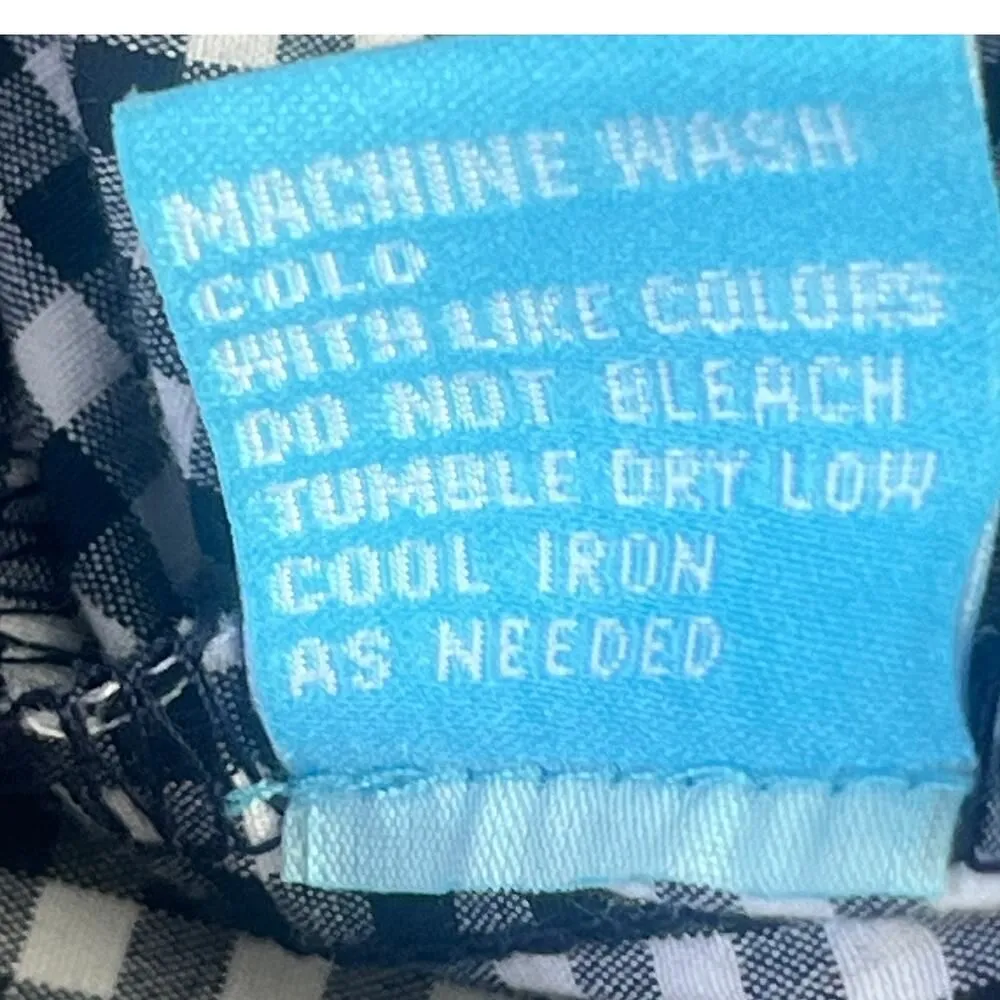 MACHINE WASH
COLD
WITH LIKE COLORS
DO NOT BLEACH
TUMBLE DRY LOW
COOL IRON
AS NEEDED